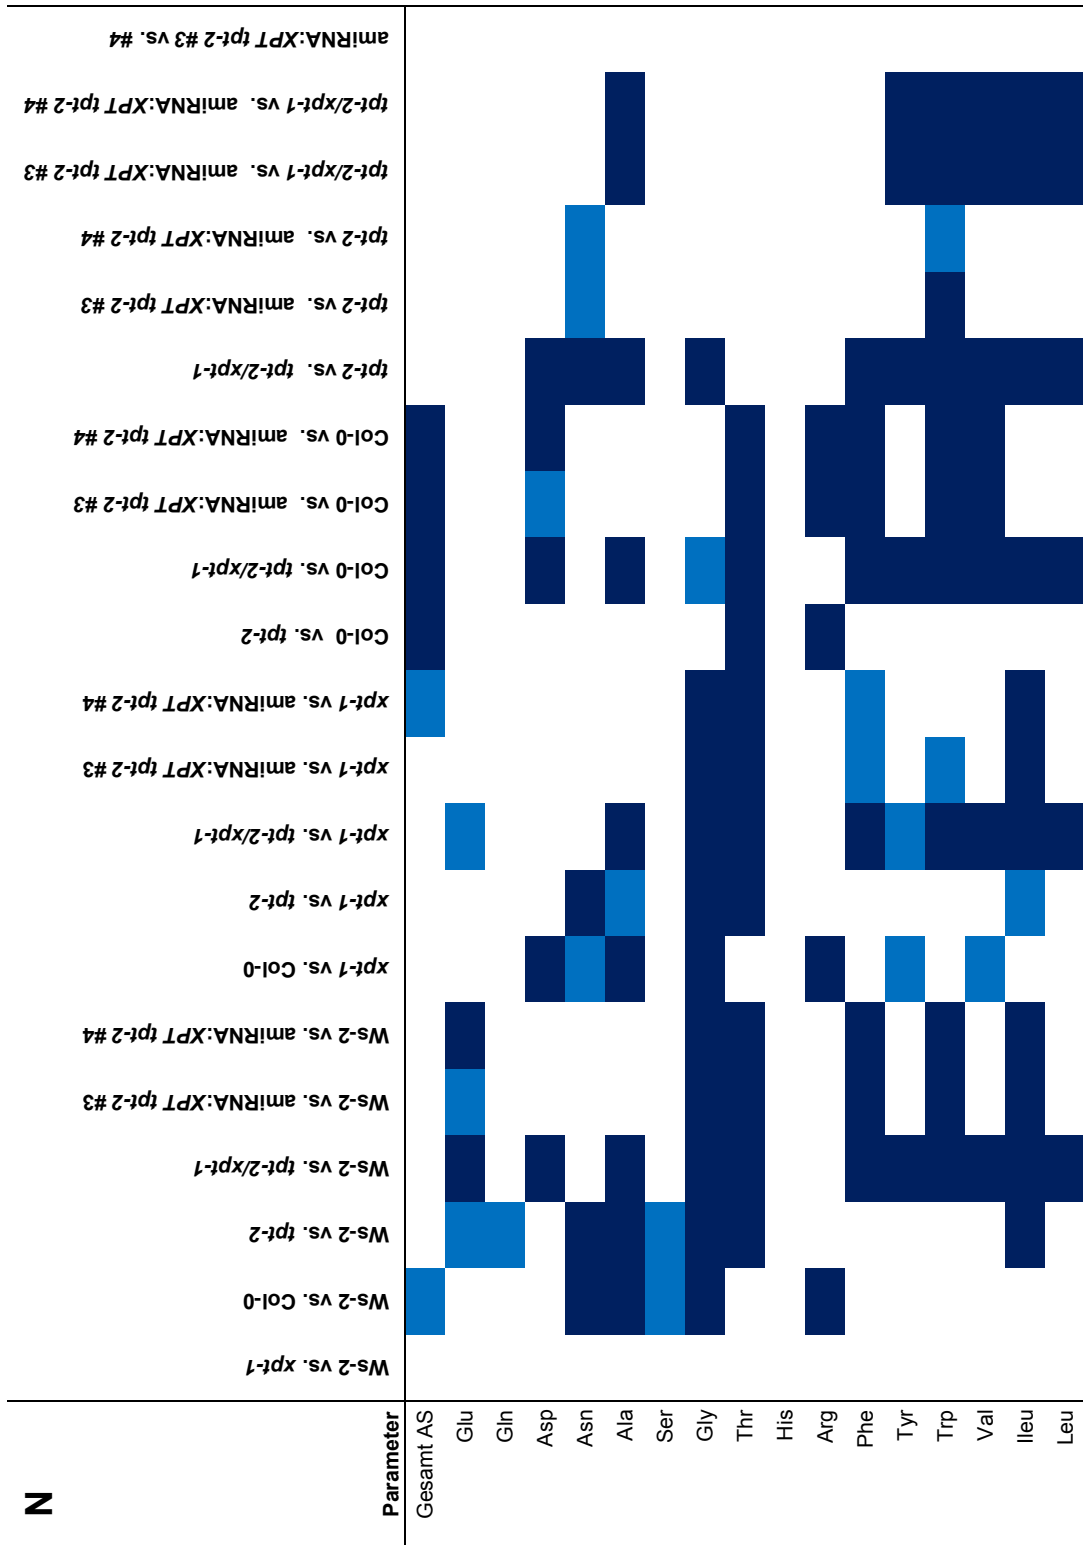 N
Parameter
Ws-2 vs. xpt-1
Ws-2 vs. Col-0
Ws-2 vs. tpt-2
Ws-2 vs. tpt-2/xpt-1
Ws-2 vs. amiRNA:XPT tpt-2 #3
Ws-2 vs. amiRNA:XPT tpt-2 #4
xpt-1 vs. Col-0
xpt-1 vs. tpt-2
xpt-1 vs. tpt-2/xpt-1
xpt-1 vs. amiRNA:XPT tpt-2 #3
xpt-1 vs. amiRNA:XPT tpt-2 #4
Col-0 vs. tpt-2
Col-0 vs. tpt-2/xpt-1
Col-0 vs. amiRNA:XPT tpt-2 #3
Col-0 vs. amiRNA:XPT tpt-2 #4
tpt-2 vs. tpt-2/xpt-1
tpt-2 vs. amiRNA:XPT tpt-2 #3
tpt-2 vs. amiRNA:XPT tpt-2 #4
tpt-2/xpt-1 vs. amiRNA:XPT tpt-2 #3
tpt-2/xpt-1 vs. amiRNA:XPT tpt-2 #4
amiRNA:XPT tpt-2 #3 vs. #4
Gesamt AS
Glu
Gln
Asp
Asn
Ala
Ser
Gly
Thr
His
Arg
Phe
Tyr
Trp
Val
Ileu
Leu